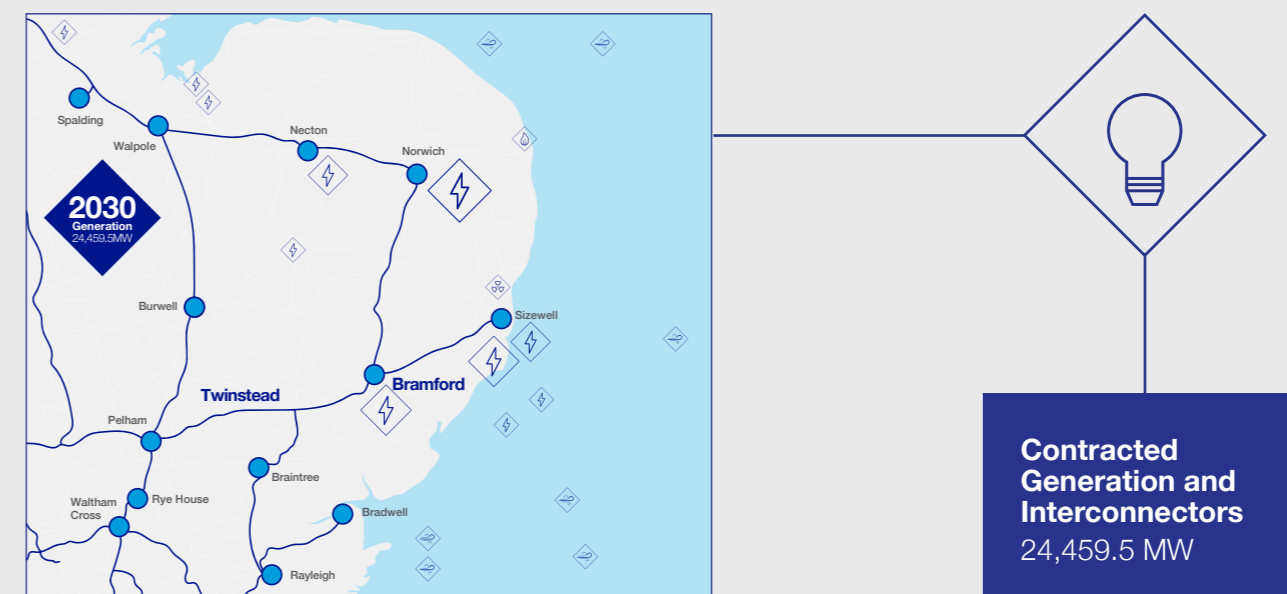 Spalding
Walpole
Necton
Norwich
2030
Generation
24,459.5MW
Burwell
Sizewell
Twinstead
Bramford
Pelham
Braintree
Waltham
Cross
Rye House
Bradwell
Rayleigh
Contracted
Generation and
Interconnectors
24,459.5 MW